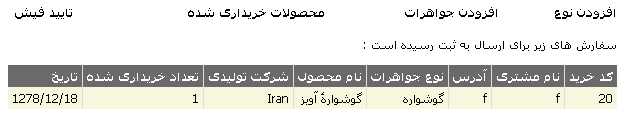 افزودن نوع افزودن جواهرات محصولات خریداری شده تایید فیش
سفارش های زیر برای ارسال به ثبت رسیده است :
کد خرید نام مشتری آدرس نوع جواهرات نام محصول شرکت تولیدی تعداد خریداری شده تاریخ
20 f f گوشواره گوشوارهٔ آویز Iran 1 1278/12/18